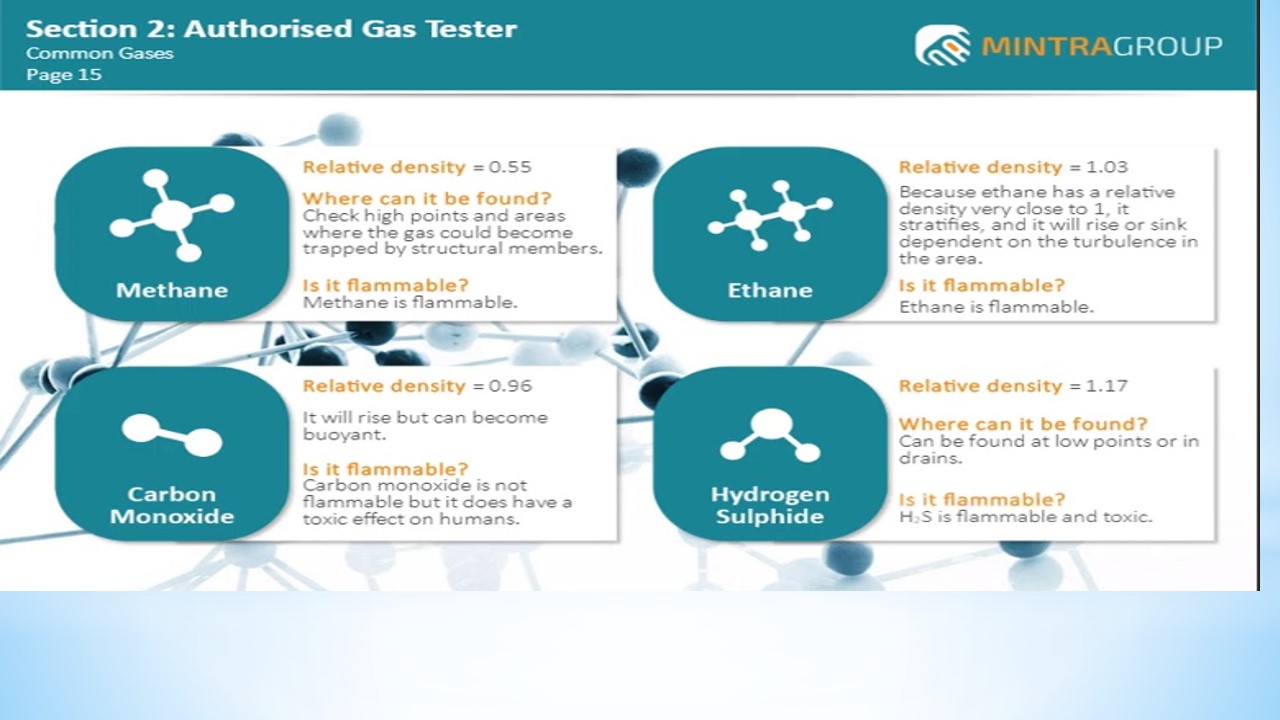 Section 2: Authorised Gas Tester
Common Gases
Page 15
MINTRAGROUP
Methane
Relative density = 0.55
Where can it be found?
Check high points and areas
where the gas could become
trapped by structural members.
Is it flammable?
Methane is flammable.
Ethane
Relative density = 1.03
Because ethane has a relative
density very close to 1, it
stratifies, and it will rise or sink
dependent on the turbulence in
the area.
Is it flammable?
Ethane is flammable.
Carbon
Monoxide
Relative density = 0.96
It will rise but can become
buoyant.
Is it flammable?
Carbon monoxide is not
flammable but it does have a
toxic effect on humans.
Hydrogen
Sulphide
Relative density = 1.17
Where can it be found?
Can be found at low points or in
drains.
Is it flammable?
H₂S is flammable and toxic.